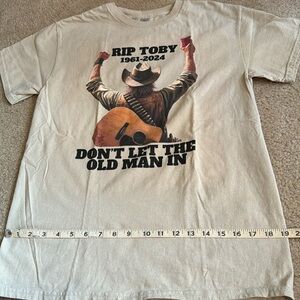 RIP TOBY
1961-2024
DON'T LET THE
OLD MAN IN
1 2 3 4 5 6 7 8 9 10 11 12 13 14 15 16 17 18 19 2